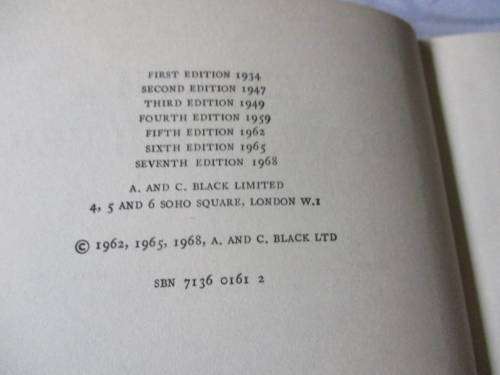 FIRST EDITION 1934
SECOND EDITION 1947
THIRD EDITION 1949
FOURTH EDITION 1959
FIFTH EDITION 1962
SIXTH EDITION 1965
SEVENTH EDITION 1968
A. AND C. BLACK LIMITED
4, 5 AND 6 SOHO SQUARE, LONDON W.1
© 1962, 1965, 1968, A. AND C. BLACK LTD
SBN 7136 0161 2